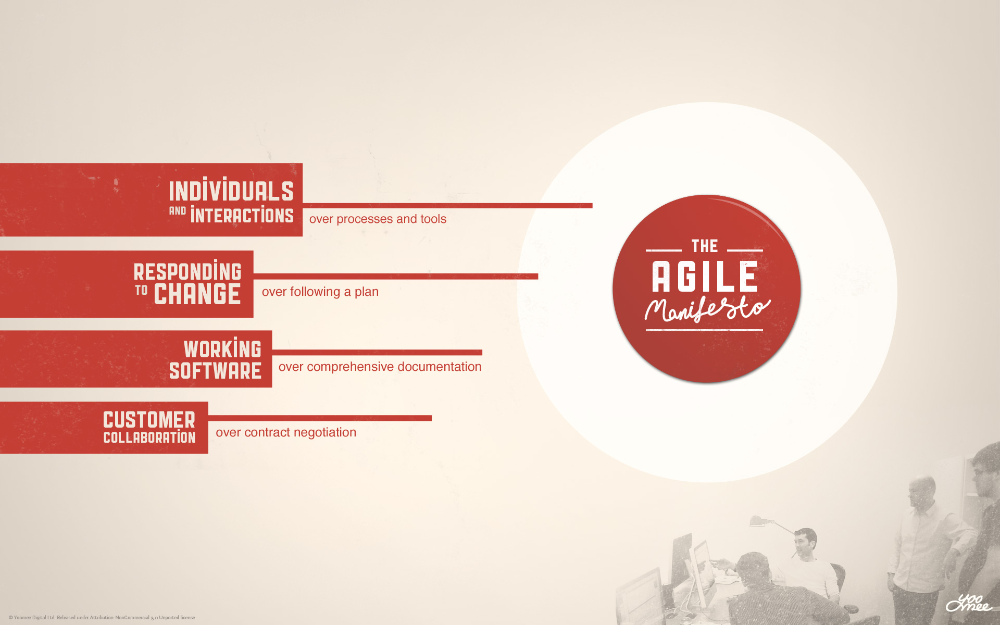 INDIVIDUALS
AND INTERACTIONS
over processes and tools
RESPONDING
TO CHANGE
over following a plan
WORKING
SOFTWARE
over comprehensive documentation
CUSTOMER
COLLABORATION
over contract negotiation
THE
AGILE
Manifesto
yoo
mee
© Yoomee Digital Ltd. Released under Attribution-NonCommercial 3.0 Unported license